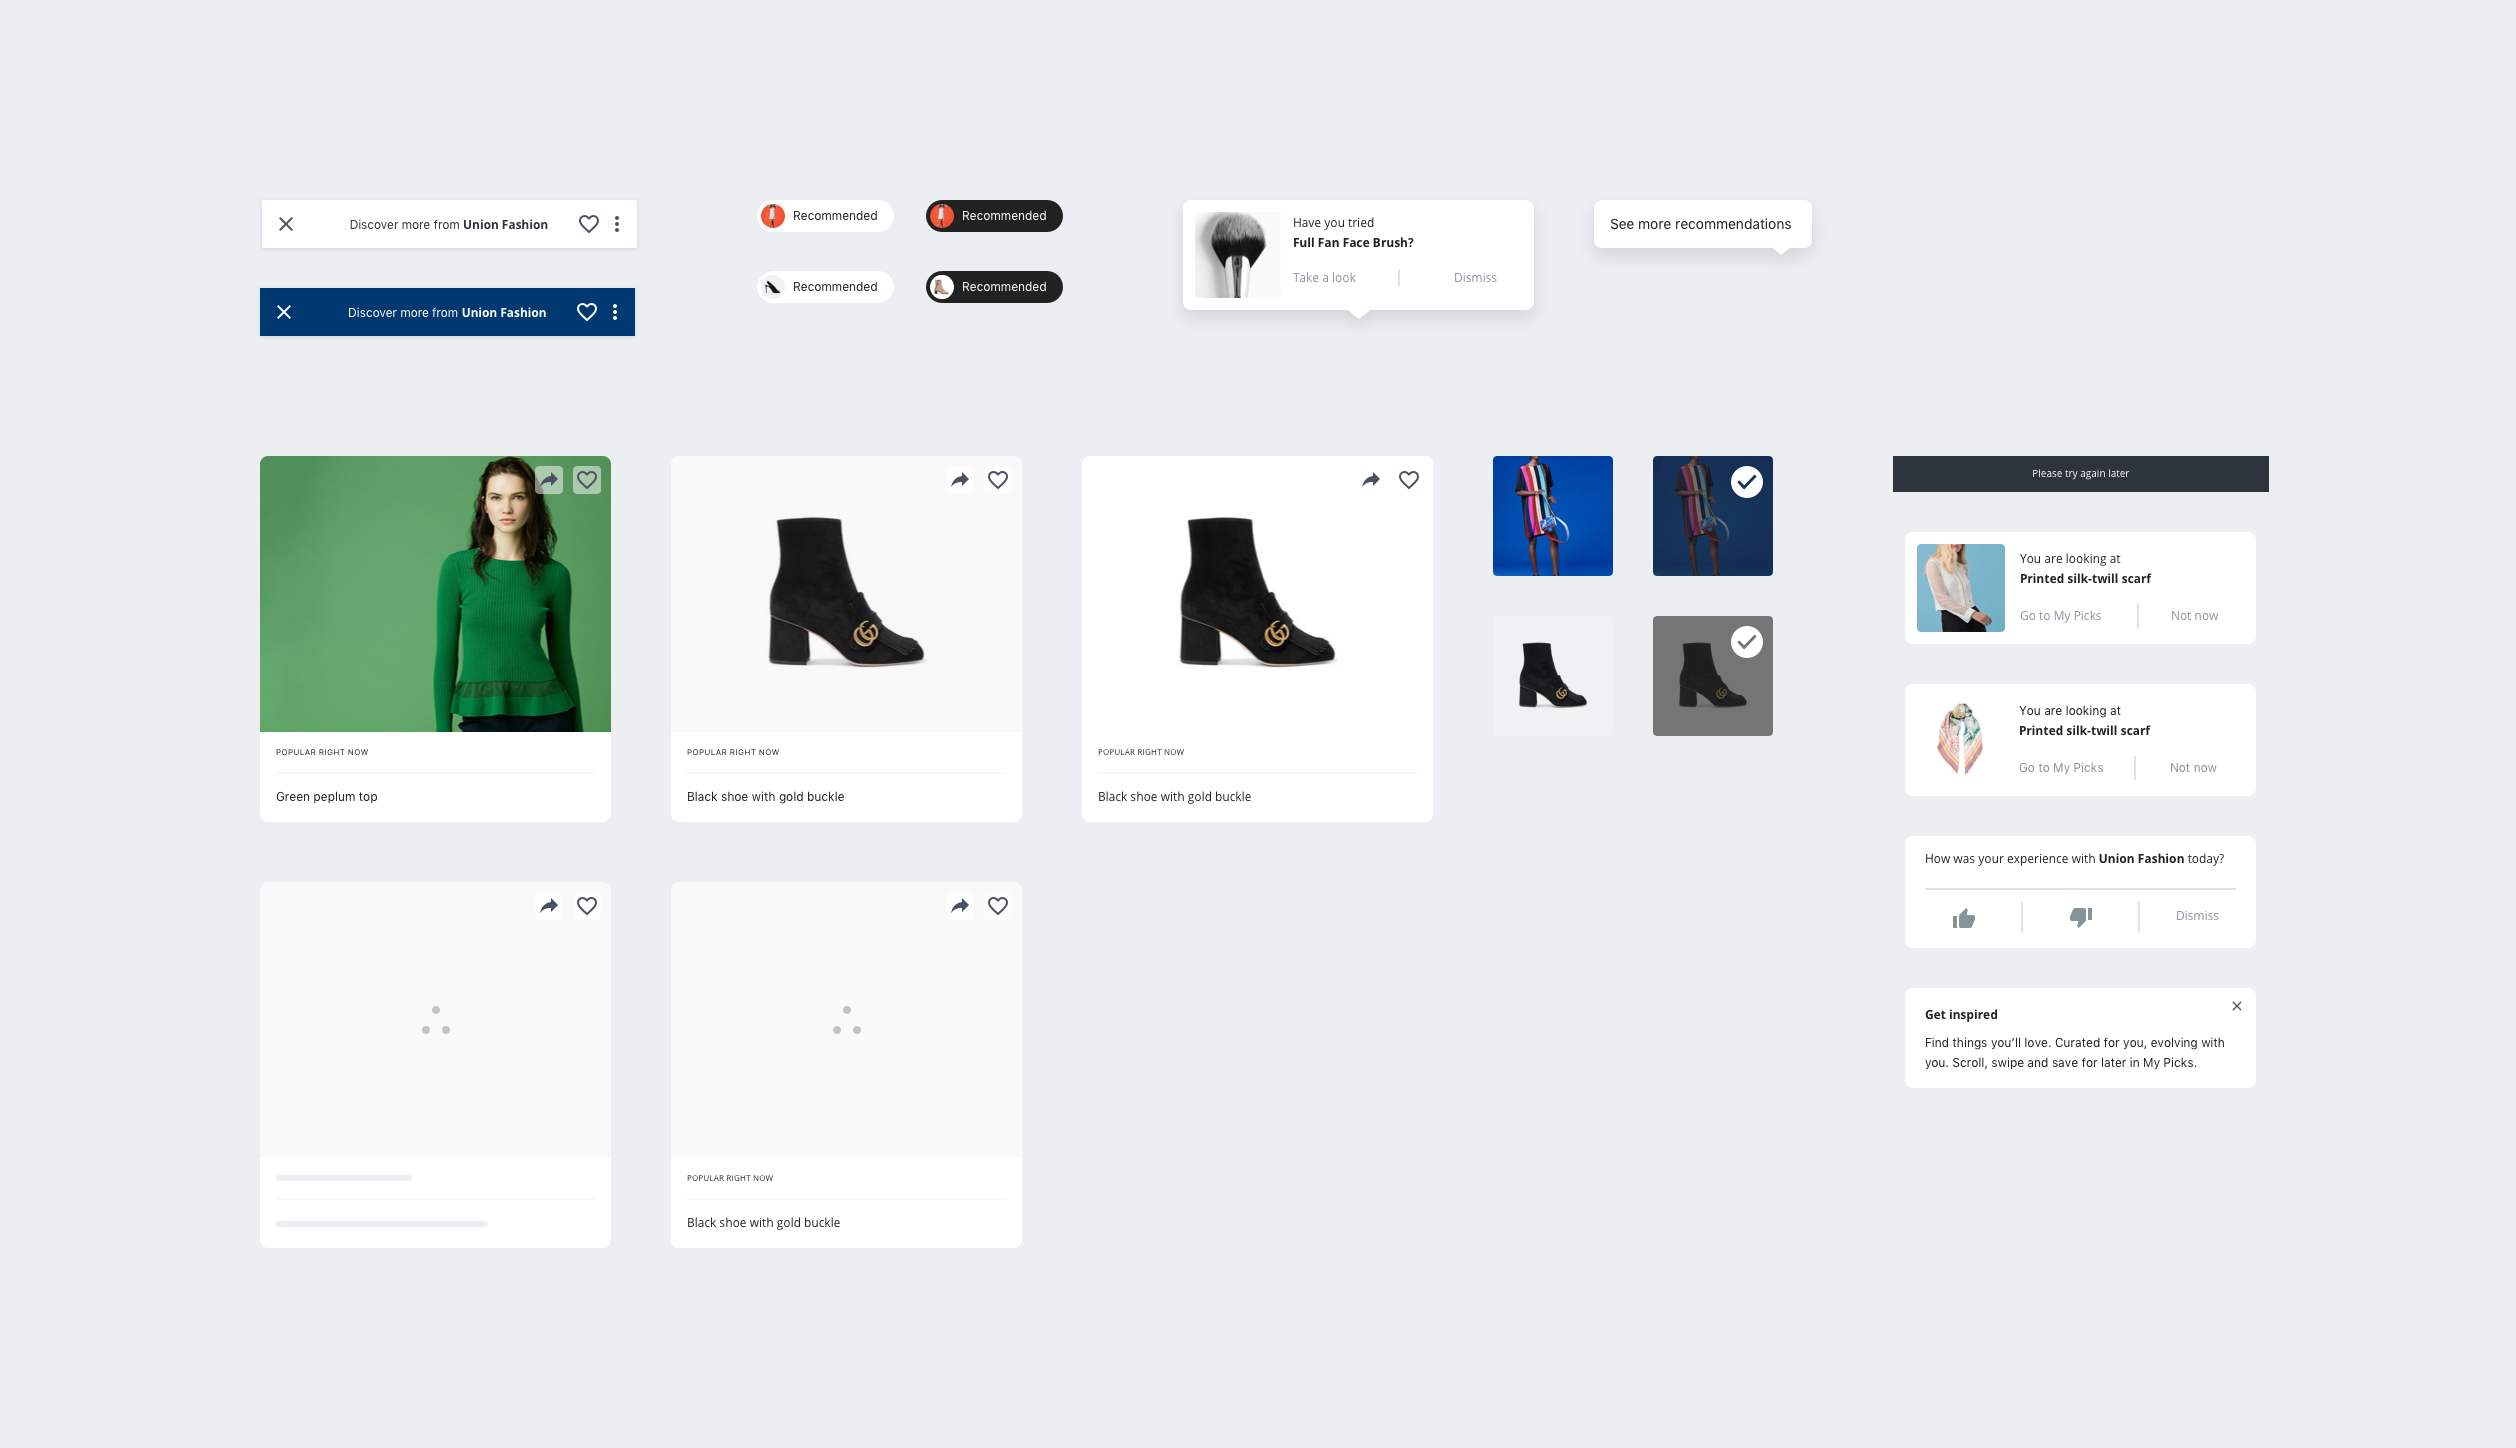 Discover more from Union Fashion
Discover more from Union Fashion
Recommended
Recommended
Recommended
Recommended
Have you tried
Full Fan Face Brush?
Take a look
Dismiss
See more recommendations
POPULAR RIGHT NOW
Green peplum top
POPULAR RIGHT NOW
Black shoe with gold buckle
POPULAR RIGHT NOW
Black shoe with gold buckle
Please try again later
You are looking at
Printed silk-twill scarf
Go to My Picks
Not now
You are looking at
Printed silk-twill scarf
Go to My Picks
Not now
How was your experience with Union Fashion today?
Dismiss
Get inspired
Find things you’ll love. Curated for you, evolving with
you. Scroll, swipe and save for later in My Picks.
POPULAR RIGHT NOW
Black shoe with gold buckle